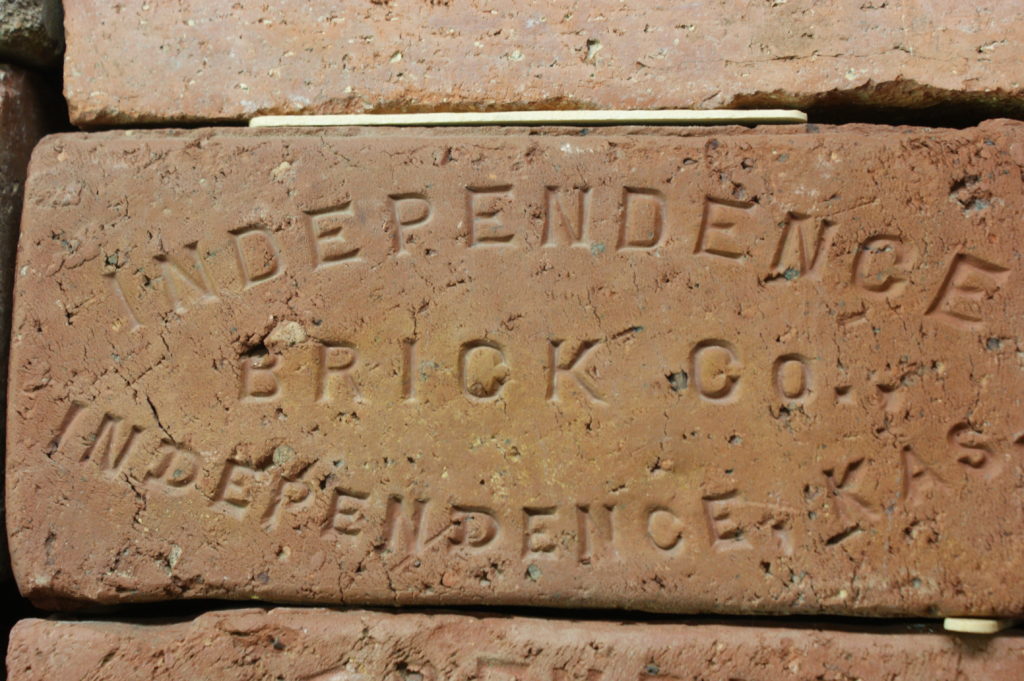 INDEPENDENCE
BRICK CO.
INDEPENDENCE, KAS